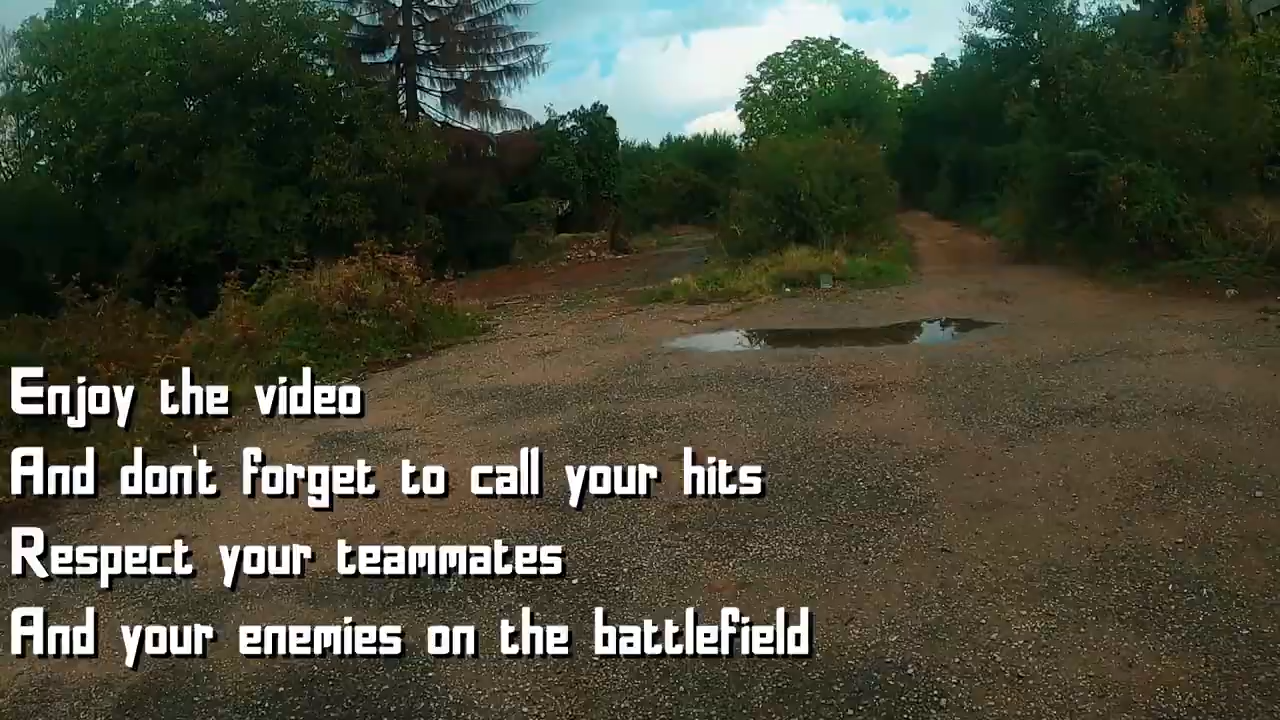 Enjoy the video
And don't forget to call your hits
Respect your teammates
And your enemies on the battlefield